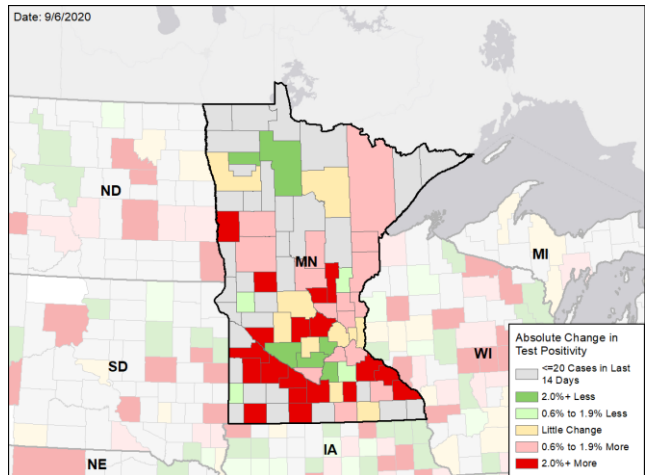 Date: 9/6/2020
ND
MN
MI
SD
WI
NE
IA
Absolute Change in
Test Positivity
<=20 Cases in Last
14 Days
2.0%+ Less
0.6% to 1.9% Less
Little Change
0.6% to 1.9% More
2.0%+ More